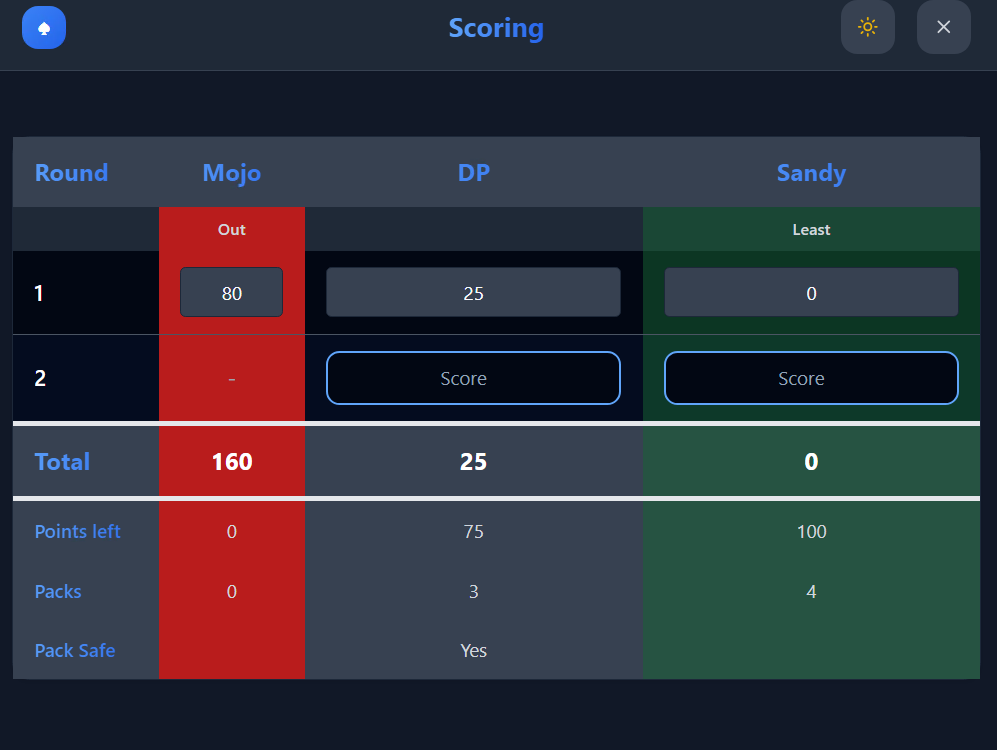 Scoring
Round Mojo DP Sandy
Out Least
1 80 25 0
2 - Score Score
Total 160 25 0
Points left 0 75 100
Packs 0 3 4
Pack Safe Yes